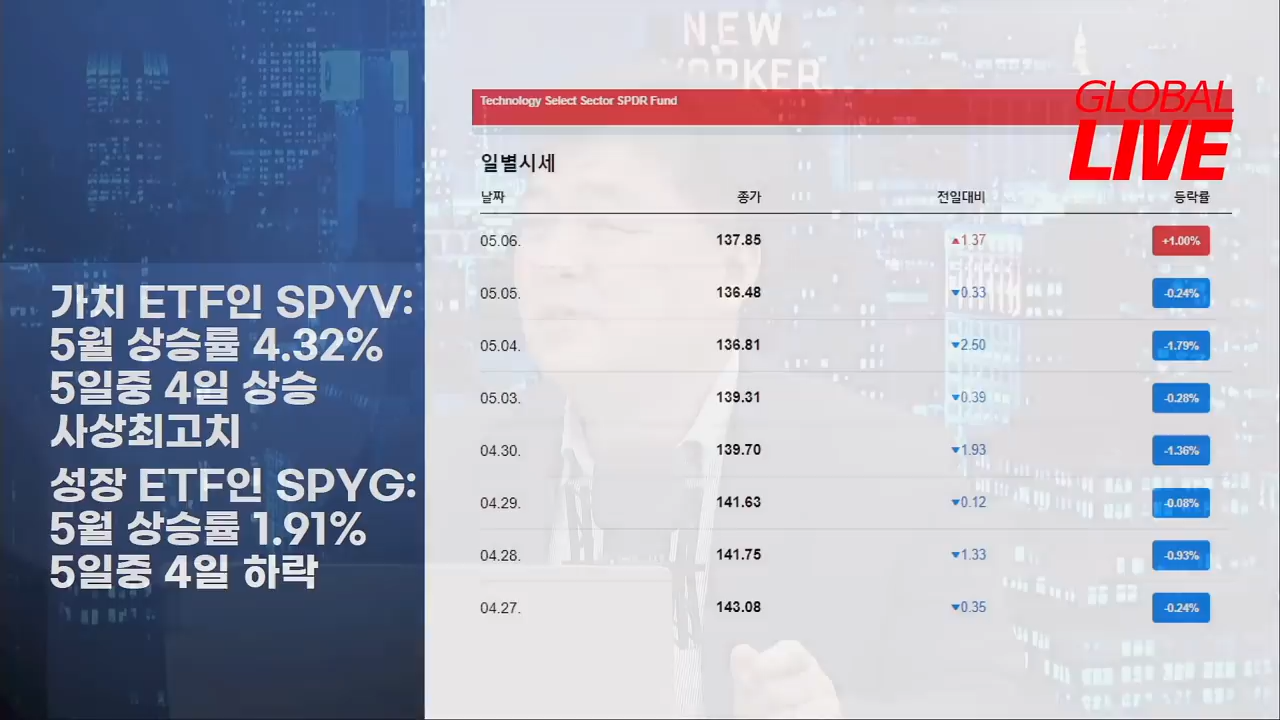 NEW
YORKER
GLOBAL
LIVE
Technology Select Sector SPDR Fund
일별시세
날짜 종가 전일대비 등락률
05.06. 137.85 ▲1.37 +1.00%
05.05. 136.48 ▼0.33 -0.24%
05.04. 136.81 ▼2.50 -1.79%
05.03. 139.31 ▼0.39 -0.28%
04.30. 139.70 ▼1.93 -1.36%
04.29. 141.63 ▼0.12 -0.08%
04.28. 141.75 ▼1.33 -0.93%
04.27. 143.08 ▼0.35 -0.24%
가치 ETF인 SPYV:
5월 상승률 4.32%
5일중 4일 상승
사상최고치
성장 ETF인 SPYG:
5월 상승률 1.91%
5일중 4일 하락